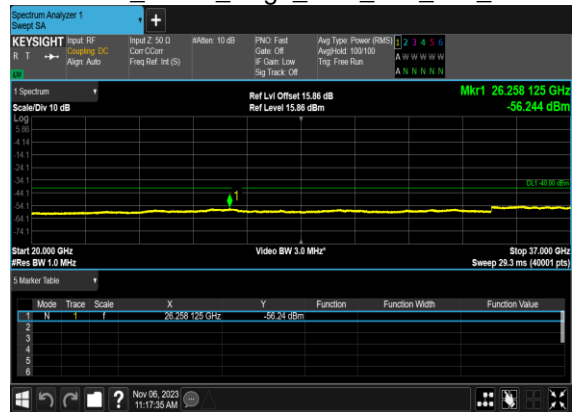 Spectrum Analyzer 1
Swept SA
+
KEYSIGHT Input: RF Input Z: 50 Ω #Atten: 10 dB PNO: Fast Avg Type: Power (RMS) 1 2 3 4 5 6
R T Coupling: DC Corr CCorr Gate: Off Avg|Hold: 100/100 A W W W W W
Align: Auto Freq Ref: Int (S) IF Gain: Low Trig: Free Run
Sig Track: Off A N N N N N
LW
1 Spectrum Ref Lvl Offset 15.86 dB Mkr1 26.258 125 GHz
Scale/Div 10 dB Ref Level 15.86 dBm -56.244 dBm
Log
5.86
-4.14
-14.1
-24.1
-34.1
DL1 -40.00 dBm
-44.1
1
-54.1
-64.1
-74.1
Start 20.000 GHz Video BW 3.0 MHz* Stop 37.000 GHz
#Res BW 1.0 MHz Sweep 29.3 ms (40001 pts)
5 Marker Table
Mode Trace Scale X Y Function Function Width Function Value
1 N 1 f 26.258 125 GHz -56.24 dBm
2
3
4
5
6
? Nov 06, 2023
11:17:35 AM